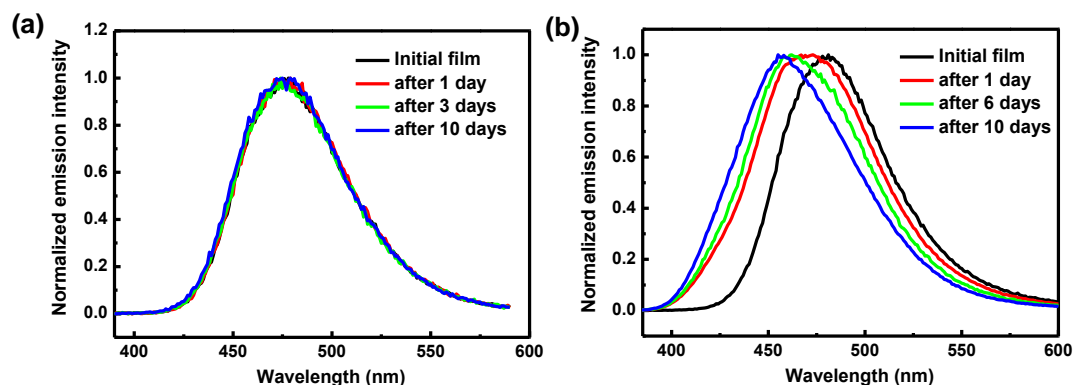 (a)
Normalized emission intensity
1.2
1.0
0.8
0.6
0.4
0.2
0.0
Initial film
after 1 day
after 3 days
after 10 days
400 450 500 550 600
Wavelength (nm)
(b)
Normalized emission intensity
1.0
0.8
0.6
0.4
0.2
0.0
Initial film
after 1 day
after 6 days
after 10 days
400 450 500 550 600
Wavelength (nm)